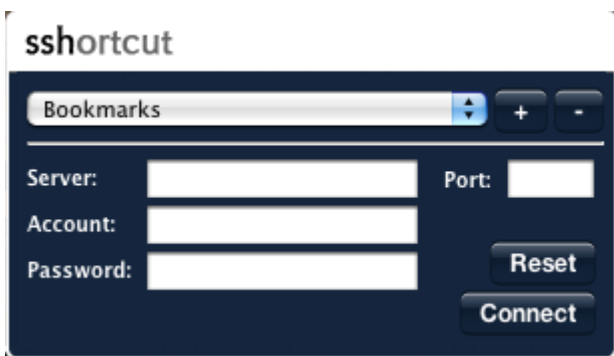 sshortcut
Bookmarks + -
Server: Port:
Account:
Password:
Reset
Connect